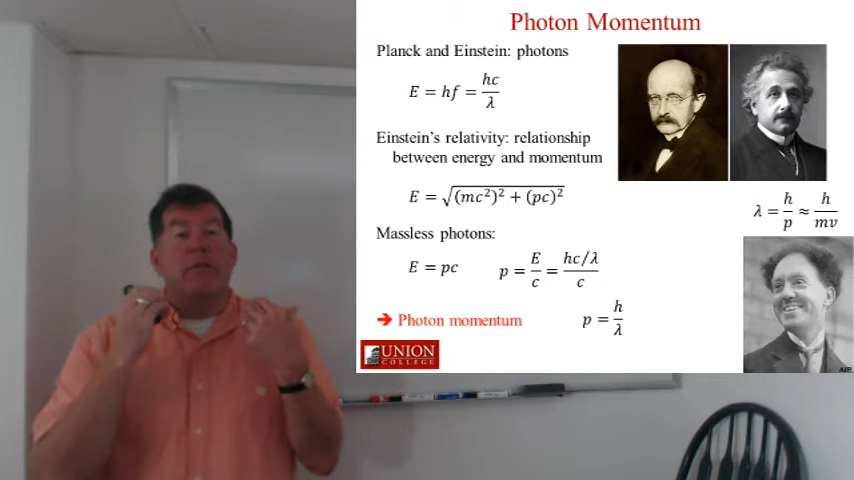 Photon Momentum
Planck and Einstein: photons
E = hf = hc/λ
Einstein's relativity: relationship
between energy and momentum
E = √((mc²)² + (pc)²)
λ = h/p ≈ h/mv
Massless photons:
E = pc p = E/c = (hc/λ)/c
➔ Photon momentum p = h/λ
UNION
COLLEGE
AIP